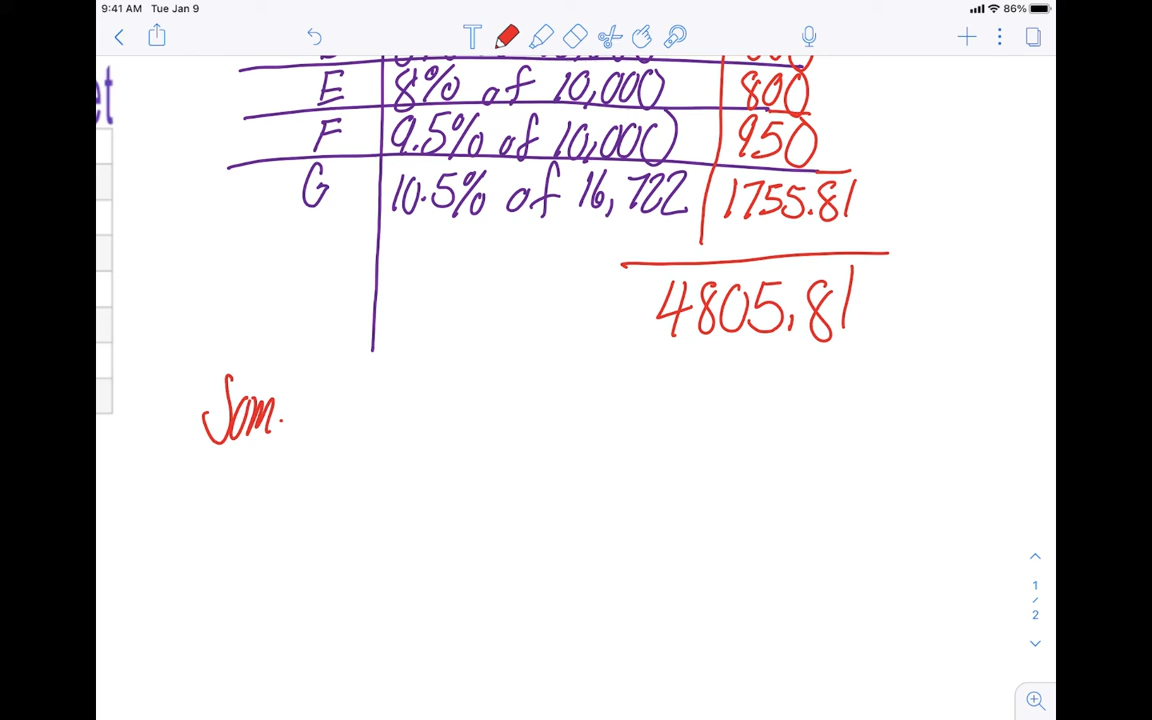 9:41 AM Tue Jan 9 86%
et
E 8% of 10,000 800
F 9.5% of 10,000 950
G 10.5% of 16,722 1755.81
4805.81
Sam.
1
/
2